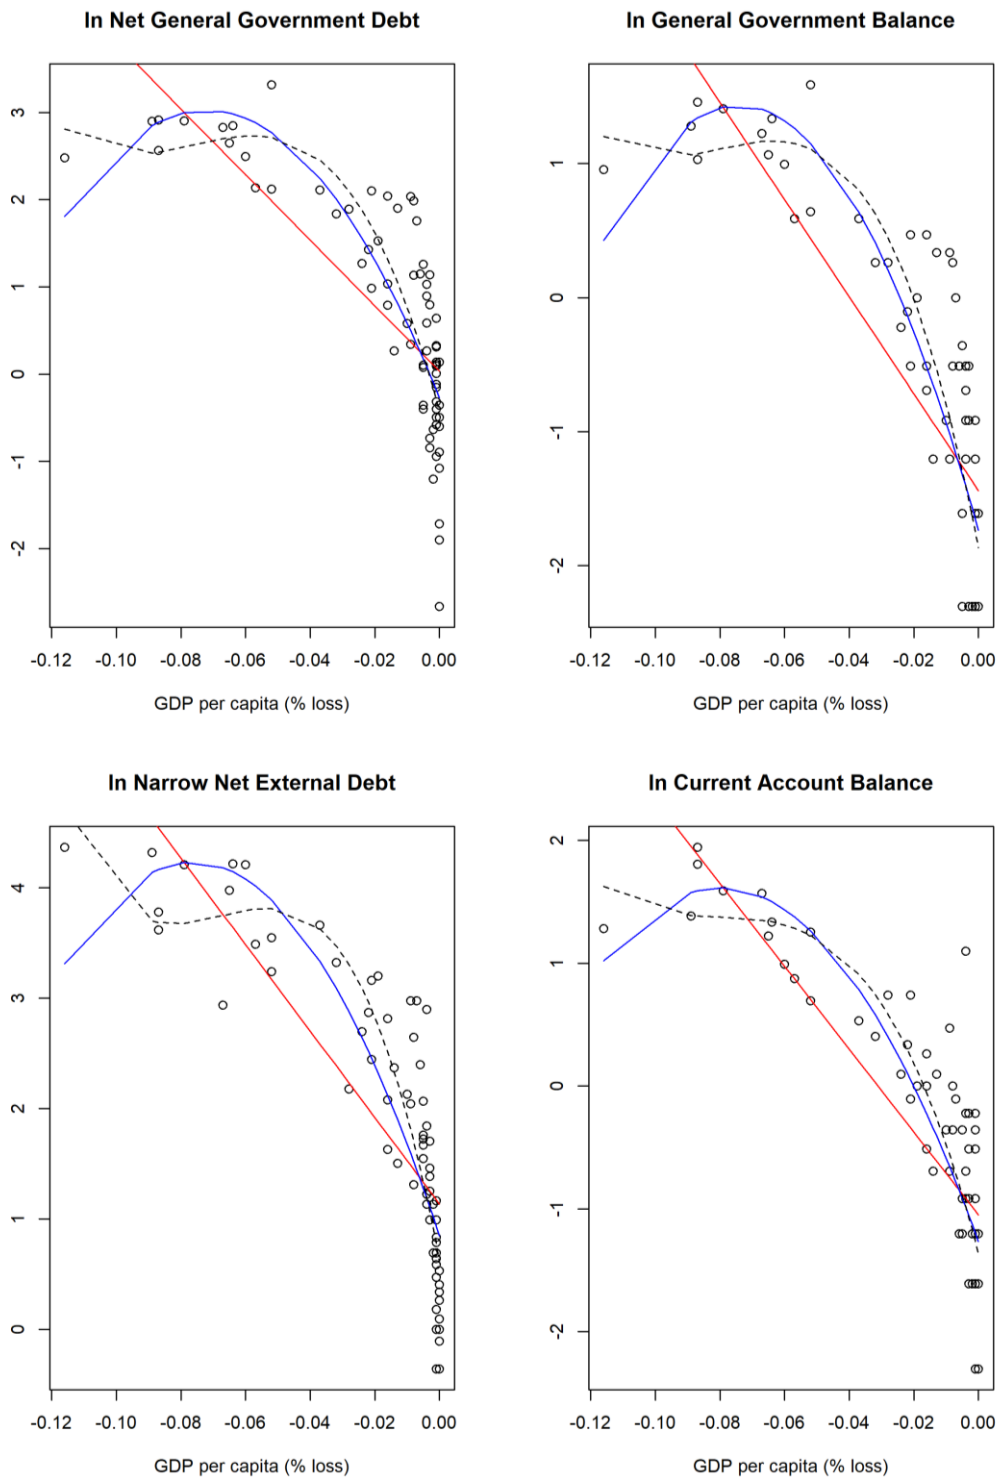 ln Net General Government Debt
ln General Government Balance
3
2
1
0
-1
-2
1
0
-1
-2
-0.12 -0.10 -0.08 -0.06 -0.04 -0.02 0.00
-0.12 -0.10 -0.08 -0.06 -0.04 -0.02 0.00
GDP per capita (% loss)
GDP per capita (% loss)
ln Narrow Net External Debt
ln Current Account Balance
4
3
2
1
0
2
1
0
-1
-2
-0.12 -0.10 -0.08 -0.06 -0.04 -0.02 0.00
-0.12 -0.10 -0.08 -0.06 -0.04 -0.02 0.00
GDP per capita (% loss)
GDP per capita (% loss)